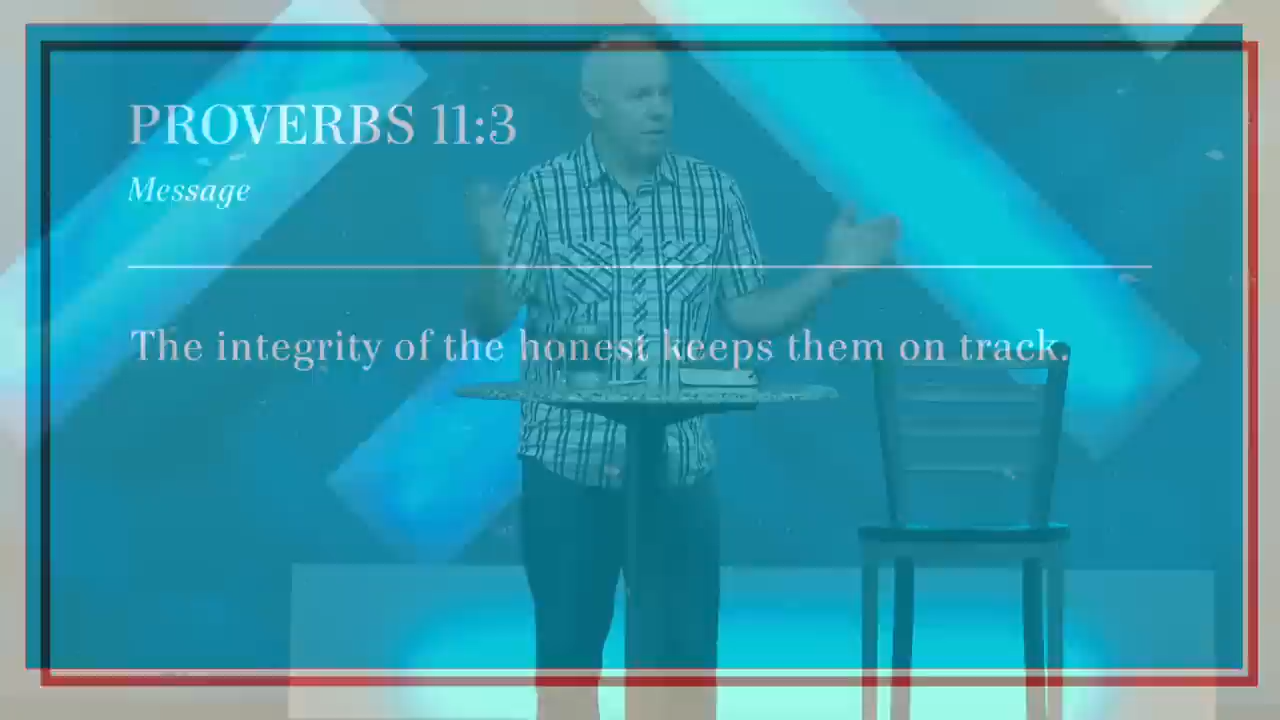 PROVERBS 11:3
Message
The integrity of the honest keeps them on track.